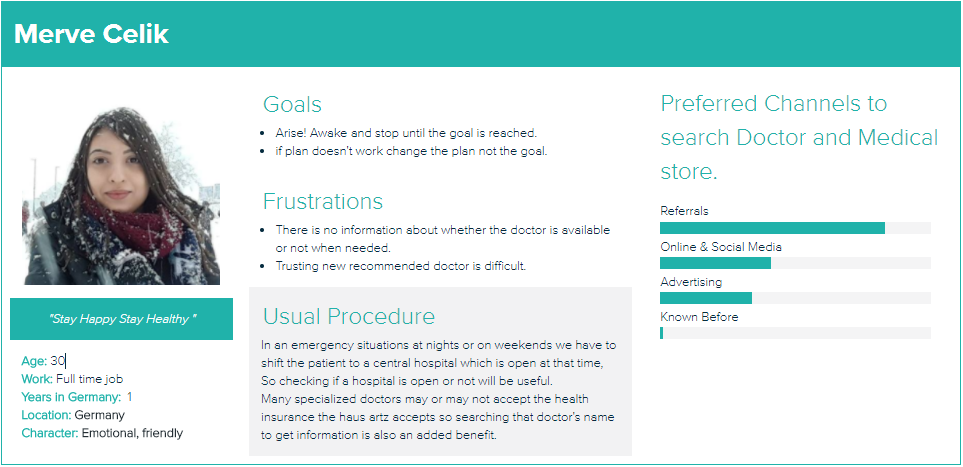 Merve Celik
Goals
• Arise! Awake and stop until the goal is reached.
• if plan doesn't work change the plan not the goal.
Frustrations
• There is no information about whether the doctor is available
or not when needed.
• Trusting new recommended doctor is difficult.
"Stay Happy Stay Healthy "
Age: 30
Work: Full time job
Years in Germany: 1
Location: Germany
Character: Emotional, friendly
Usual Procedure
In an emergency situations at nights or on weekends we have to
shift the patient to a central hospital which is open at that time,
So checking if a hospital is open or not will be useful.
Many specialized doctors may or may not accept the health
insurance the haus artz accepts so searching that doctor's name
to get information is also an added benefit.
Preferred Channels to
search Doctor and Medical
store.
Referrals
Online & Social Media
Advertising
Known Before